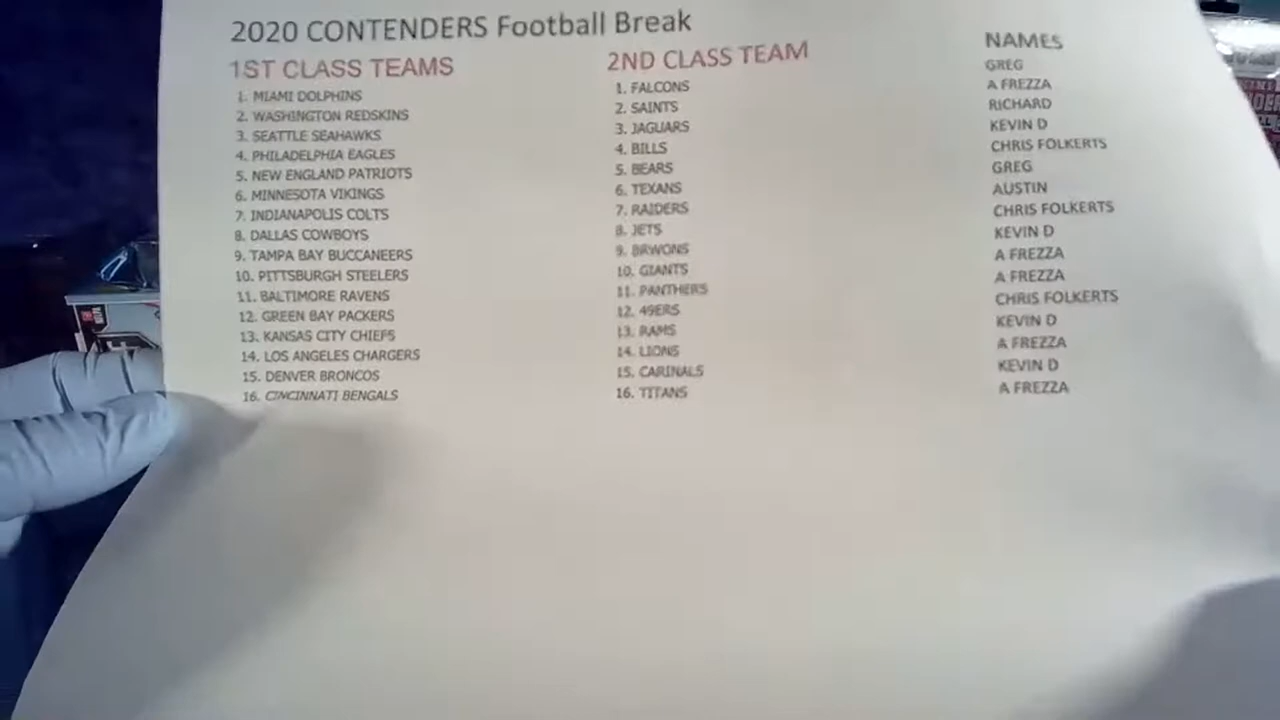 2020 CONTENDERS Football Break
1ST CLASS TEAMS
1. MIAMI DOLPHINS
2. WASHINGTON REDSKINS
3. SEATTLE SEAHAWKS
4. PHILADELPHIA EAGLES
5. NEW ENGLAND PATRIOTS
6. MINNESOTA VIKINGS
7. INDIANAPOLIS COLTS
8. DALLAS COWBOYS
9. TAMPA BAY BUCCANEERS
10. PITTSBURGH STEELERS
11. BALTIMORE RAVENS
12. GREEN BAY PACKERS
13. KANSAS CITY CHIEFS
14. LOS ANGELES CHARGERS
15. DENVER BRONCOS
16. CINCINNATI BENGALS
2ND CLASS TEAM
1. FALCONS
2. SAINTS
3. JAGUARS
4. BILLS
5. BEARS
6. TEXANS
7. RAIDERS
8. JETS
9. BRWONS
10. GIANTS
11. PANTHERS
12. 49ERS
13. RAMS
14. LIONS
15. CARINALS
16. TITANS
NAMES
GREG
A FREZZA
RICHARD
KEVIN D
CHRIS FOLKERTS
GREG
AUSTIN
CHRIS FOLKERTS
KEVIN D
A FREZZA
A FREZZA
CHRIS FOLKERTS
KEVIN D
A FREZZA
KEVIN D
A FREZZA